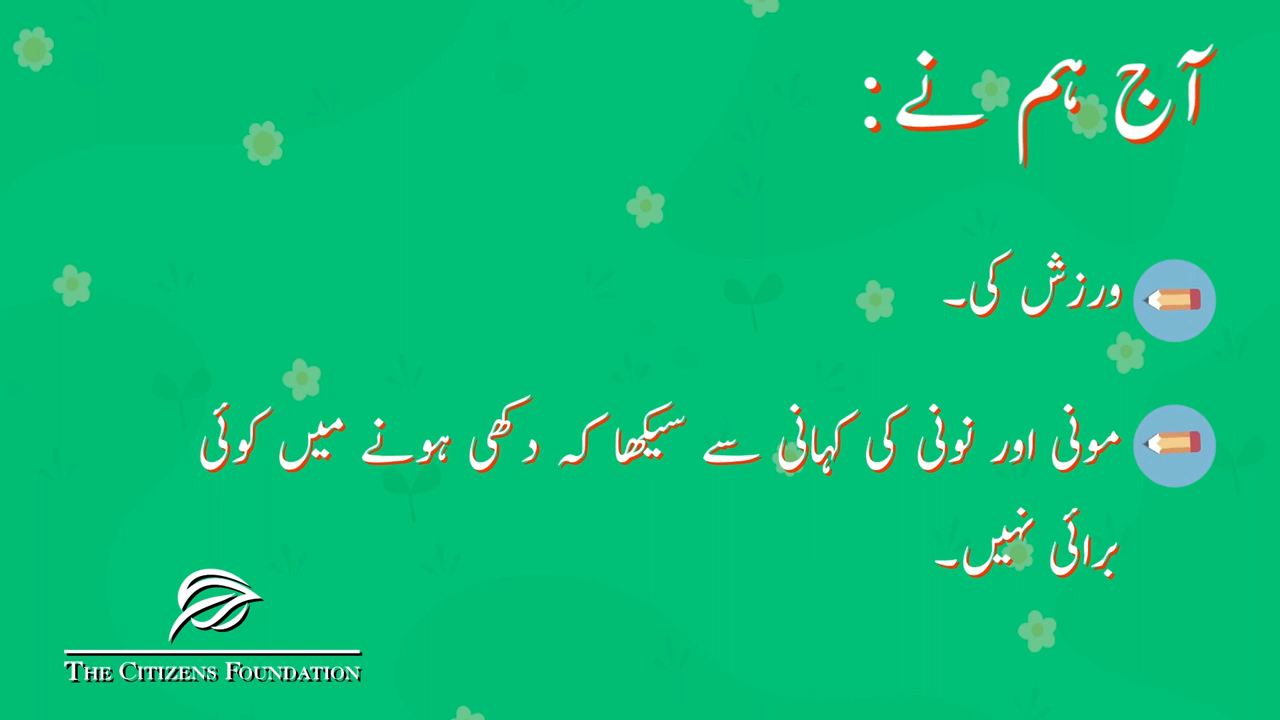 آج ہم نے:
ورزش کی۔
مونی اور نونی کی کہانی سے سیکھا کہ دکھی ہونے میں کوئی
برائی نہیں۔
THE CITIZENS FOUNDATION